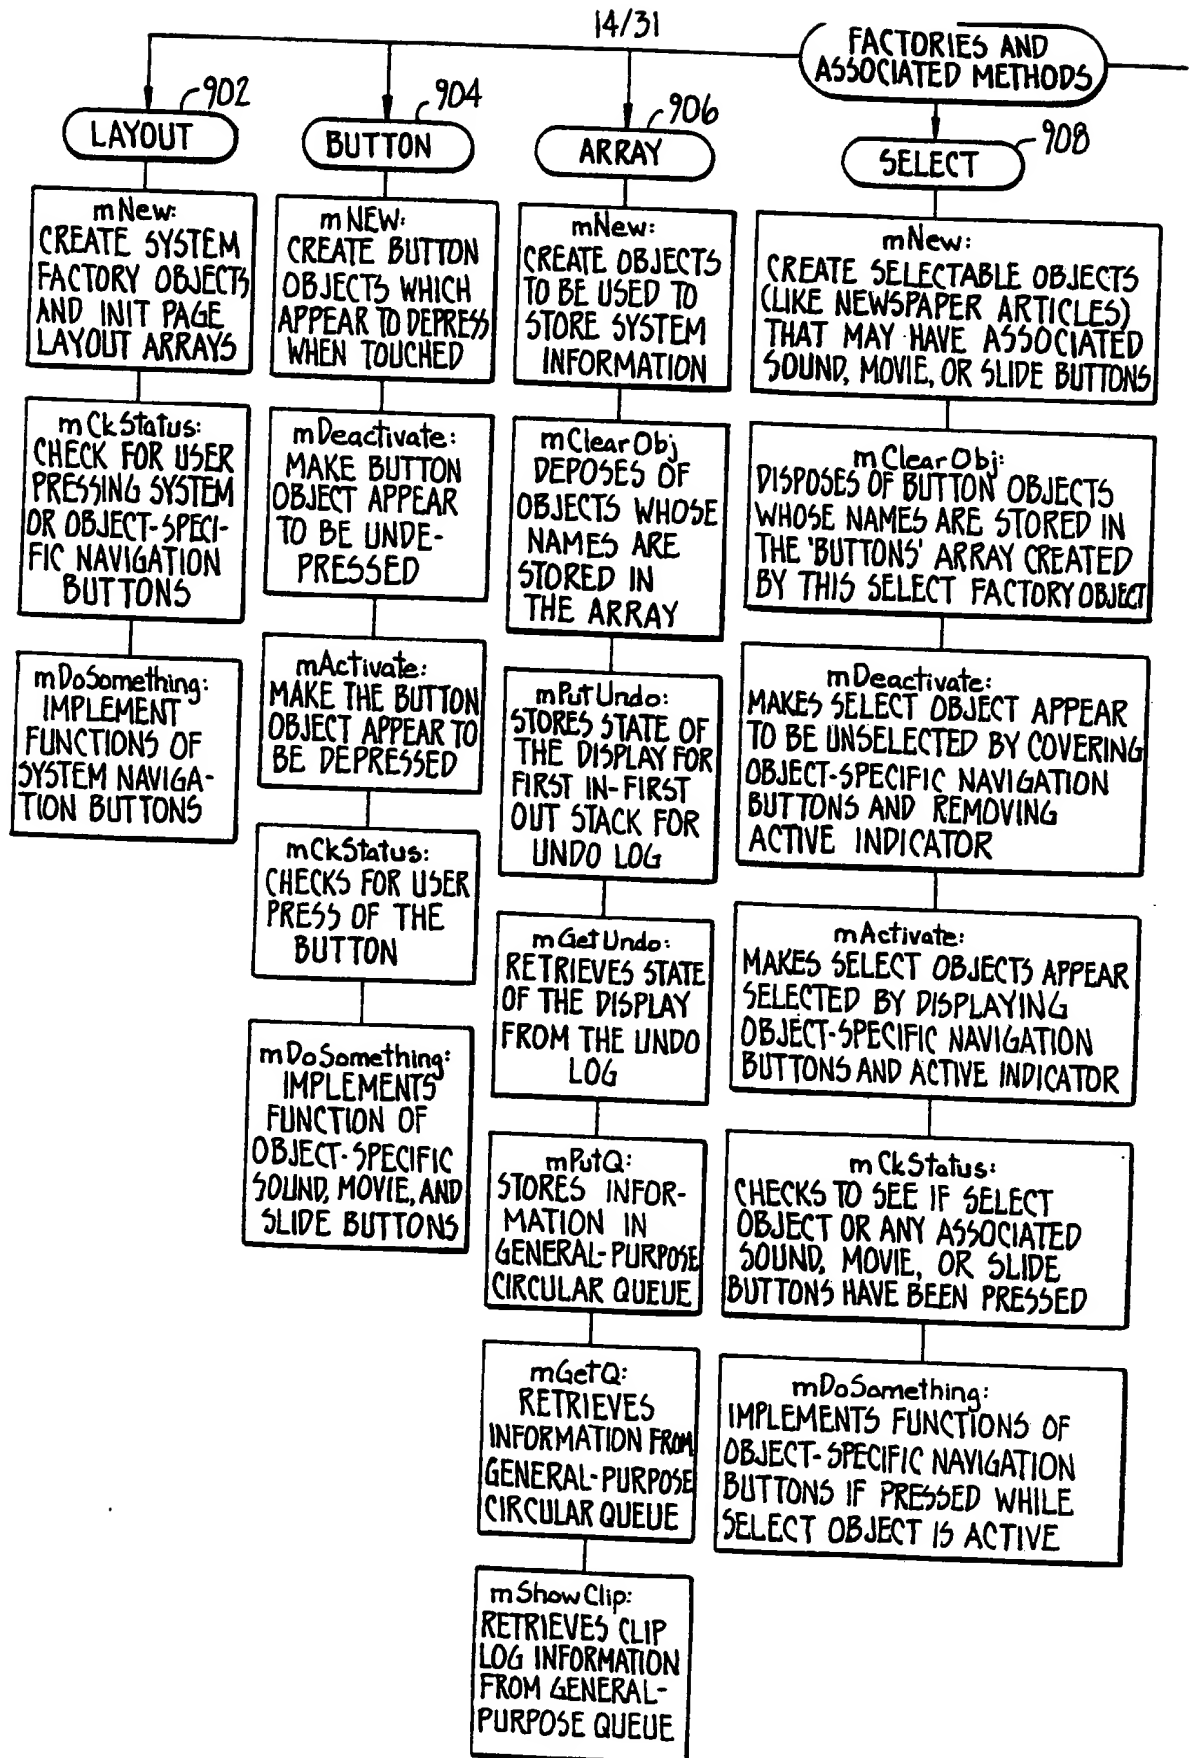 14/31
FACTORIES AND
ASSOCIATED METHODS
902
LAYOUT
mNew:
CREATE SYSTEM
FACTORY OBJECTS
AND INIT PAGE
LAYOUT ARRAYS
mCkStatus:
CHECK FOR USER
PRESSING SYSTEM
OR OBJECT-SPECI-
FIC NAVIGATION
BUTTONS
mDoSomething:
IMPLEMENT
FUNCTIONS OF
SYSTEM NAVIGA-
TION BUTTONS
904
BUTTON
mNEW:
CREATE BUTTON
OBJECTS WHICH
APPEAR TO DEPRESS
WHEN TOUCHED
mDeactivate:
MAKE BUTTON
OBJECT APPEAR
TO BE UNDE-
PRESSED
mActivate:
MAKE THE BUTTON
OBJECT APPEAR TO
BE DEPRESSED
mCkStatus:
CHECKS FOR USER
PRESS OF THE
BUTTON
mDoSomething:
IMPLEMENTS
FUNCTION OF
OBJECT-SPECIFIC
SOUND, MOVIE, AND
SLIDE BUTTONS
906
ARRAY
mNew:
CREATE OBJECTS
TO BE USED TO
STORE SYSTEM
INFORMATION
mClearObj
DEPOSES OF
OBJECTS WHOSE
NAMES ARE
STORED IN
THE ARRAY
mPutUndo:
STORES STATE OF
THE DISPLAY FOR
FIRST IN-FIRST
OUT STACK FOR
UNDO LOG
mGetUndo:
RETRIEVES STATE
OF THE DISPLAY
FROM THE UNDO
LOG
mPutQ:
STORES INFOR-
MATION IN
GENERAL-PURPOSE
CIRCULAR QUEUE
mGetQ:
RETRIEVES
INFORMATION FROM
GENERAL-PURPOSE
CIRCULAR QUEUE
mShowClip:
RETRIEVES CLIP
LOG INFORMATION
FROM GENERAL-
PURPOSE QUEUE
908
SELECT
mNew:
CREATE SELECTABLE OBJECTS
(LIKE NEWSPAPER ARTICLES)
THAT MAY HAVE ASSOCIATED
SOUND, MOVIE, OR SLIDE BUTTONS
mClearObj:
DISPOSES OF BUTTON OBJECTS
WHOSE NAMES ARE STORED IN
THE 'BUTTONS' ARRAY CREATED
BY THIS SELECT FACTORY OBJECT
mDeactivate:
MAKES SELECT OBJECT APPEAR
TO BE UNSELECTED BY COVERING
OBJECT-SPECIFIC NAVIGATION
BUTTONS AND REMOVING
ACTIVE INDICATOR
mActivate:
MAKES SELECT OBJECTS APPEAR
SELECTED BY DISPLAYING
OBJECT-SPECIFIC NAVIGATION
BUTTONS AND ACTIVE INDICATOR
mCkStatus:
CHECKS TO SEE IF SELECT
OBJECT OR ANY ASSOCIATED
SOUND, MOVIE, OR SLIDE
BUTTONS HAVE BEEN PRESSED
mDoSomething:
IMPLEMENTS FUNCTIONS OF
OBJECT-SPECIFIC NAVIGATION
BUTTONS IF PRESSED WHILE
SELECT OBJECT IS ACTIVE